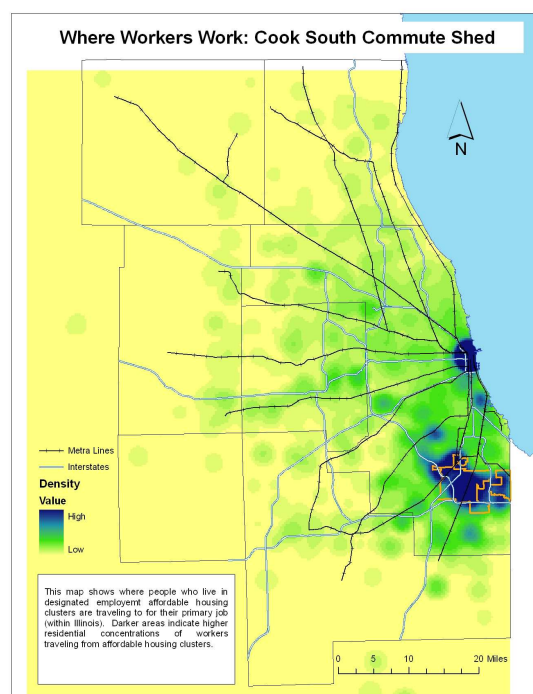 Where Workers Work: Cook South Commute Shed
N
Metra Lines
Interstates
Density
Value
High
Low
This map shows where people who live in
designated employemt affordable housing
clusters are traveling to for their primary job
(within Illinois). Darker areas indicate higher
residential concentrations of workers
traveling from affordable housing clusters.
0 5 10 20 Miles